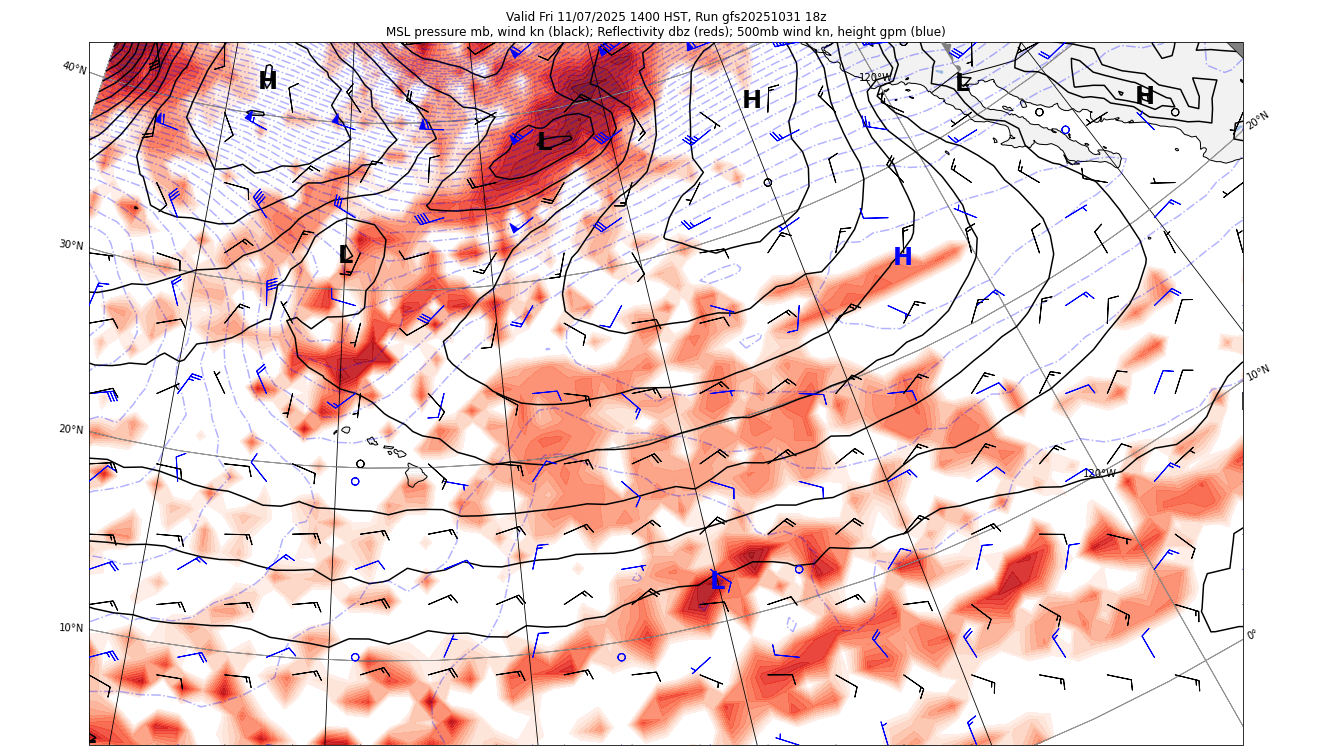 Valid Fri 11/07/2025 1400 HST, Run gfs20251031 18z
MSL pressure mb, wind kn (black); Reflectivity dbz (reds); 500mb wind kn, height gpm (blue)
40°N
H
H
L
120°W
L
H
20°N
30°N
L
H
10°N
20°N
120°W
L
10°N
0°